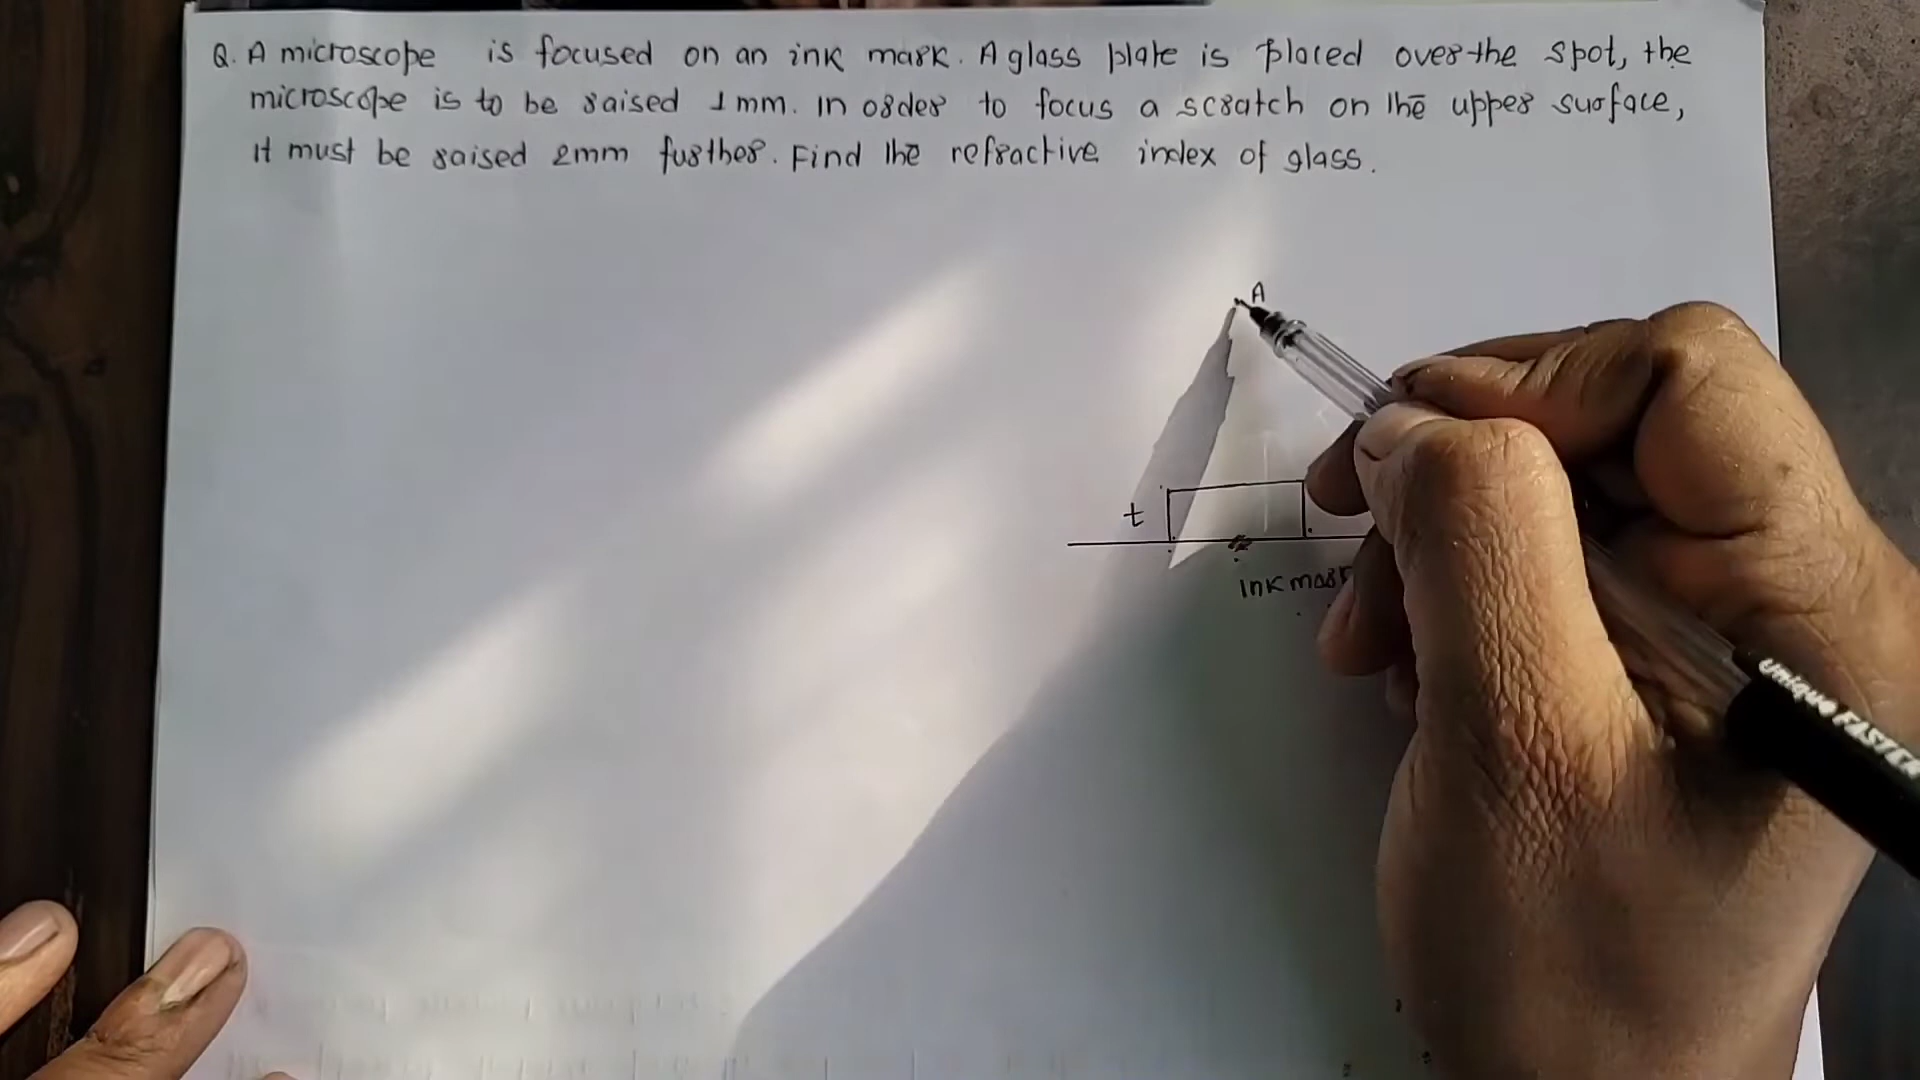 Q. A microscope is focused on an ink mark. A glass plate is placed over the spot, the
microscope is to be raised 1 mm. In order to focus a scratch on the upper surface,
it must be raised 2mm further. Find the refractive index of glass.
A
t
Ink mar
Unique FASTER